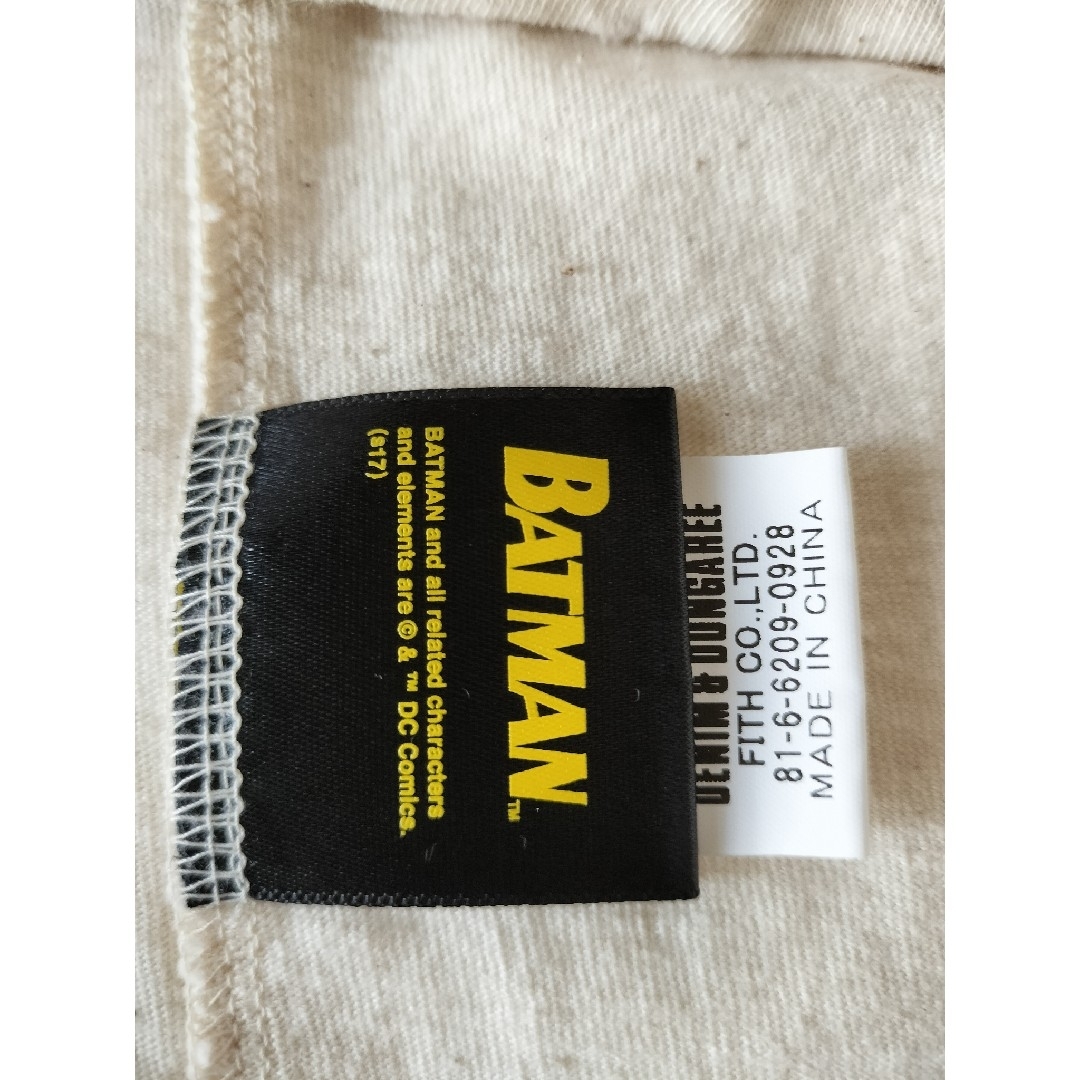 BATMAN™
BATMAN and all related characters
and elements are © & ™ DC Comics.
(s17)
DENIM & DUNGAREE
FITH CO.,LTD.
81-6-6209-0928
MADE IN CHINA